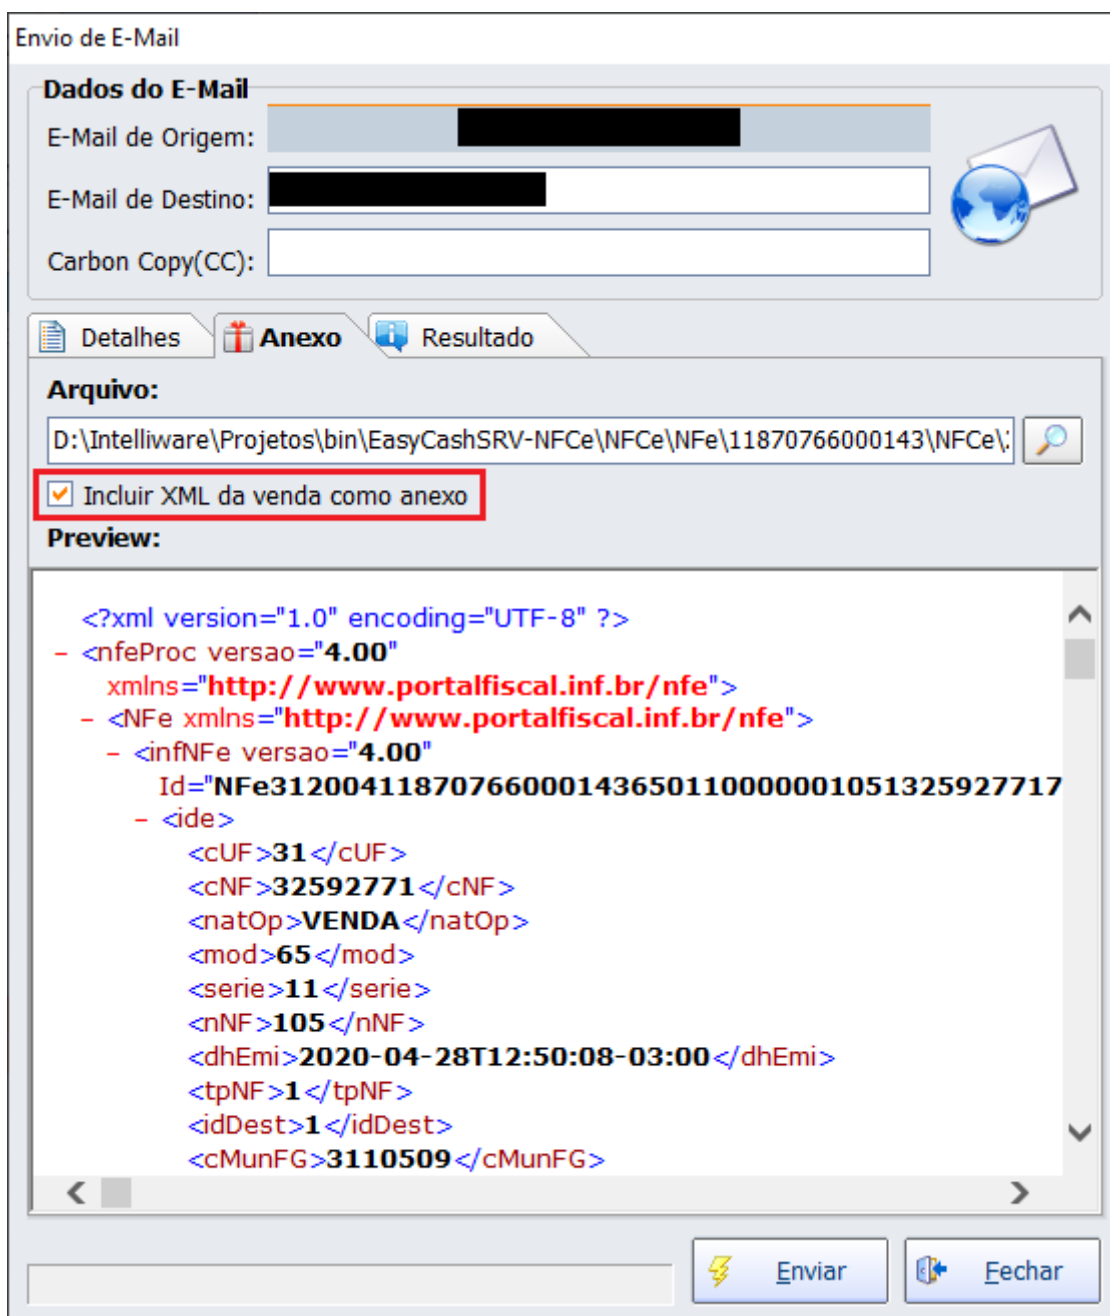 Envio de E-Mail
Dados do E-Mail
E-Mail de Origem:
E-Mail de Destino:
Carbon Copy(CC):
Detalhes Anexo Resultado
Arquivo:
D:\Intelliware\Projetos\bin\EasyCashSRV-NFCe\NFCe\NFe\11870766000143\NFCe\
Incluir XML da venda como anexo
Preview:
<?xml version="1.0" encoding="UTF-8" ?>
– <nfeProc versao="4.00"
xmlns="http://www.portalfiscal.inf.br/nfe">
– <NFe xmlns="http://www.portalfiscal.inf.br/nfe">
– <infNFe versao="4.00"
Id="NFe31200411870766000143650110000001051325927717
– <ide>
<cUF>31</cUF>
<cNF>32592771</cNF>
<natOp>VENDA</natOp>
<mod>65</mod>
<serie>11</serie>
<nNF>105</nNF>
<dhEmi>2020-04-28T12:50:08-03:00</dhEmi>
<tpNF>1</tpNF>
<idDest>1</idDest>
<cMunFG>3110509</cMunFG>
Enviar Fechar